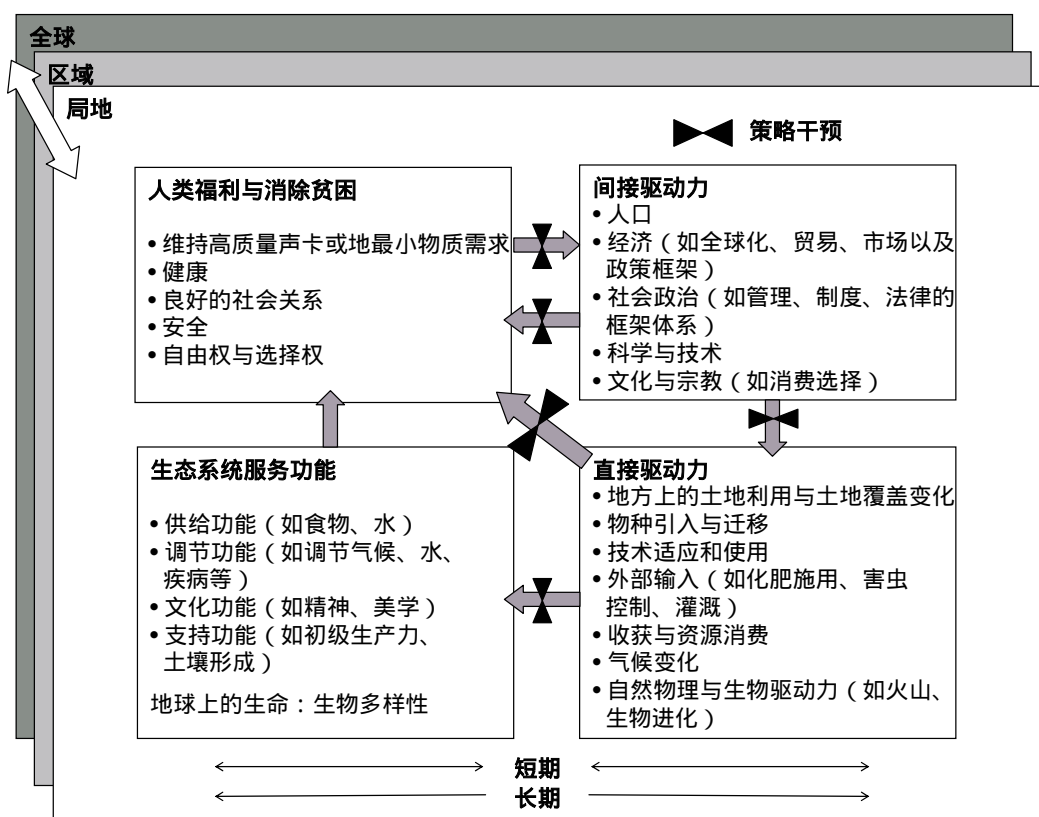 全球
区域
局地
策略干预
人类福利与消除贫困
• 维持高质量声卡或地最小物质需求
• 健康
• 良好的社会关系
• 安全
• 自由权与选择权
间接驱动力
• 人口
• 经济（如全球化、贸易、市场以及
政策框架）
• 社会政治（如管理、制度、法律的
框架体系）
• 科学与技术
• 文化与宗教（如消费选择）
生态系统服务功能
• 供给功能（如食物、水）
• 调节功能（如调节气候、水、
疾病等）
• 文化功能（如精神、美学）
• 支持功能（如初级生产力、
土壤形成）
地球上的生命：生物多样性
直接驱动力
• 地方上的土地利用与土地覆盖变化
• 物种引入与迁移
• 技术适应和使用
• 外部输入（如化肥施用、害虫
控制、灌溉）
• 收获与资源消费
• 气候变化
• 自然物理与生物驱动力（如火山、
生物进化）
短期
长期